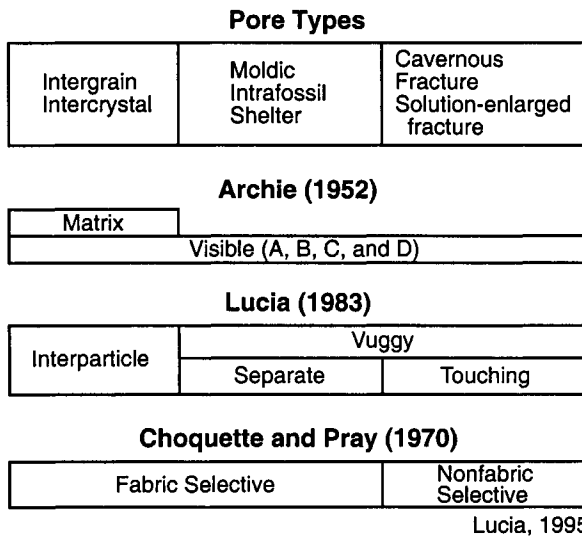 Pore Types
Intergrain
Intercrystal
Moldic
Intrafossil
Shelter
Cavernous
Fracture
Solution-enlarged
fracture
Archie (1952)
Matrix
Visible (A, B, C, and D)
Lucia (1983)
Interparticle
Vuggy
Separate
Touching
Choquette and Pray (1970)
Fabric Selective
Nonfabric
Selective
Lucia, 1995